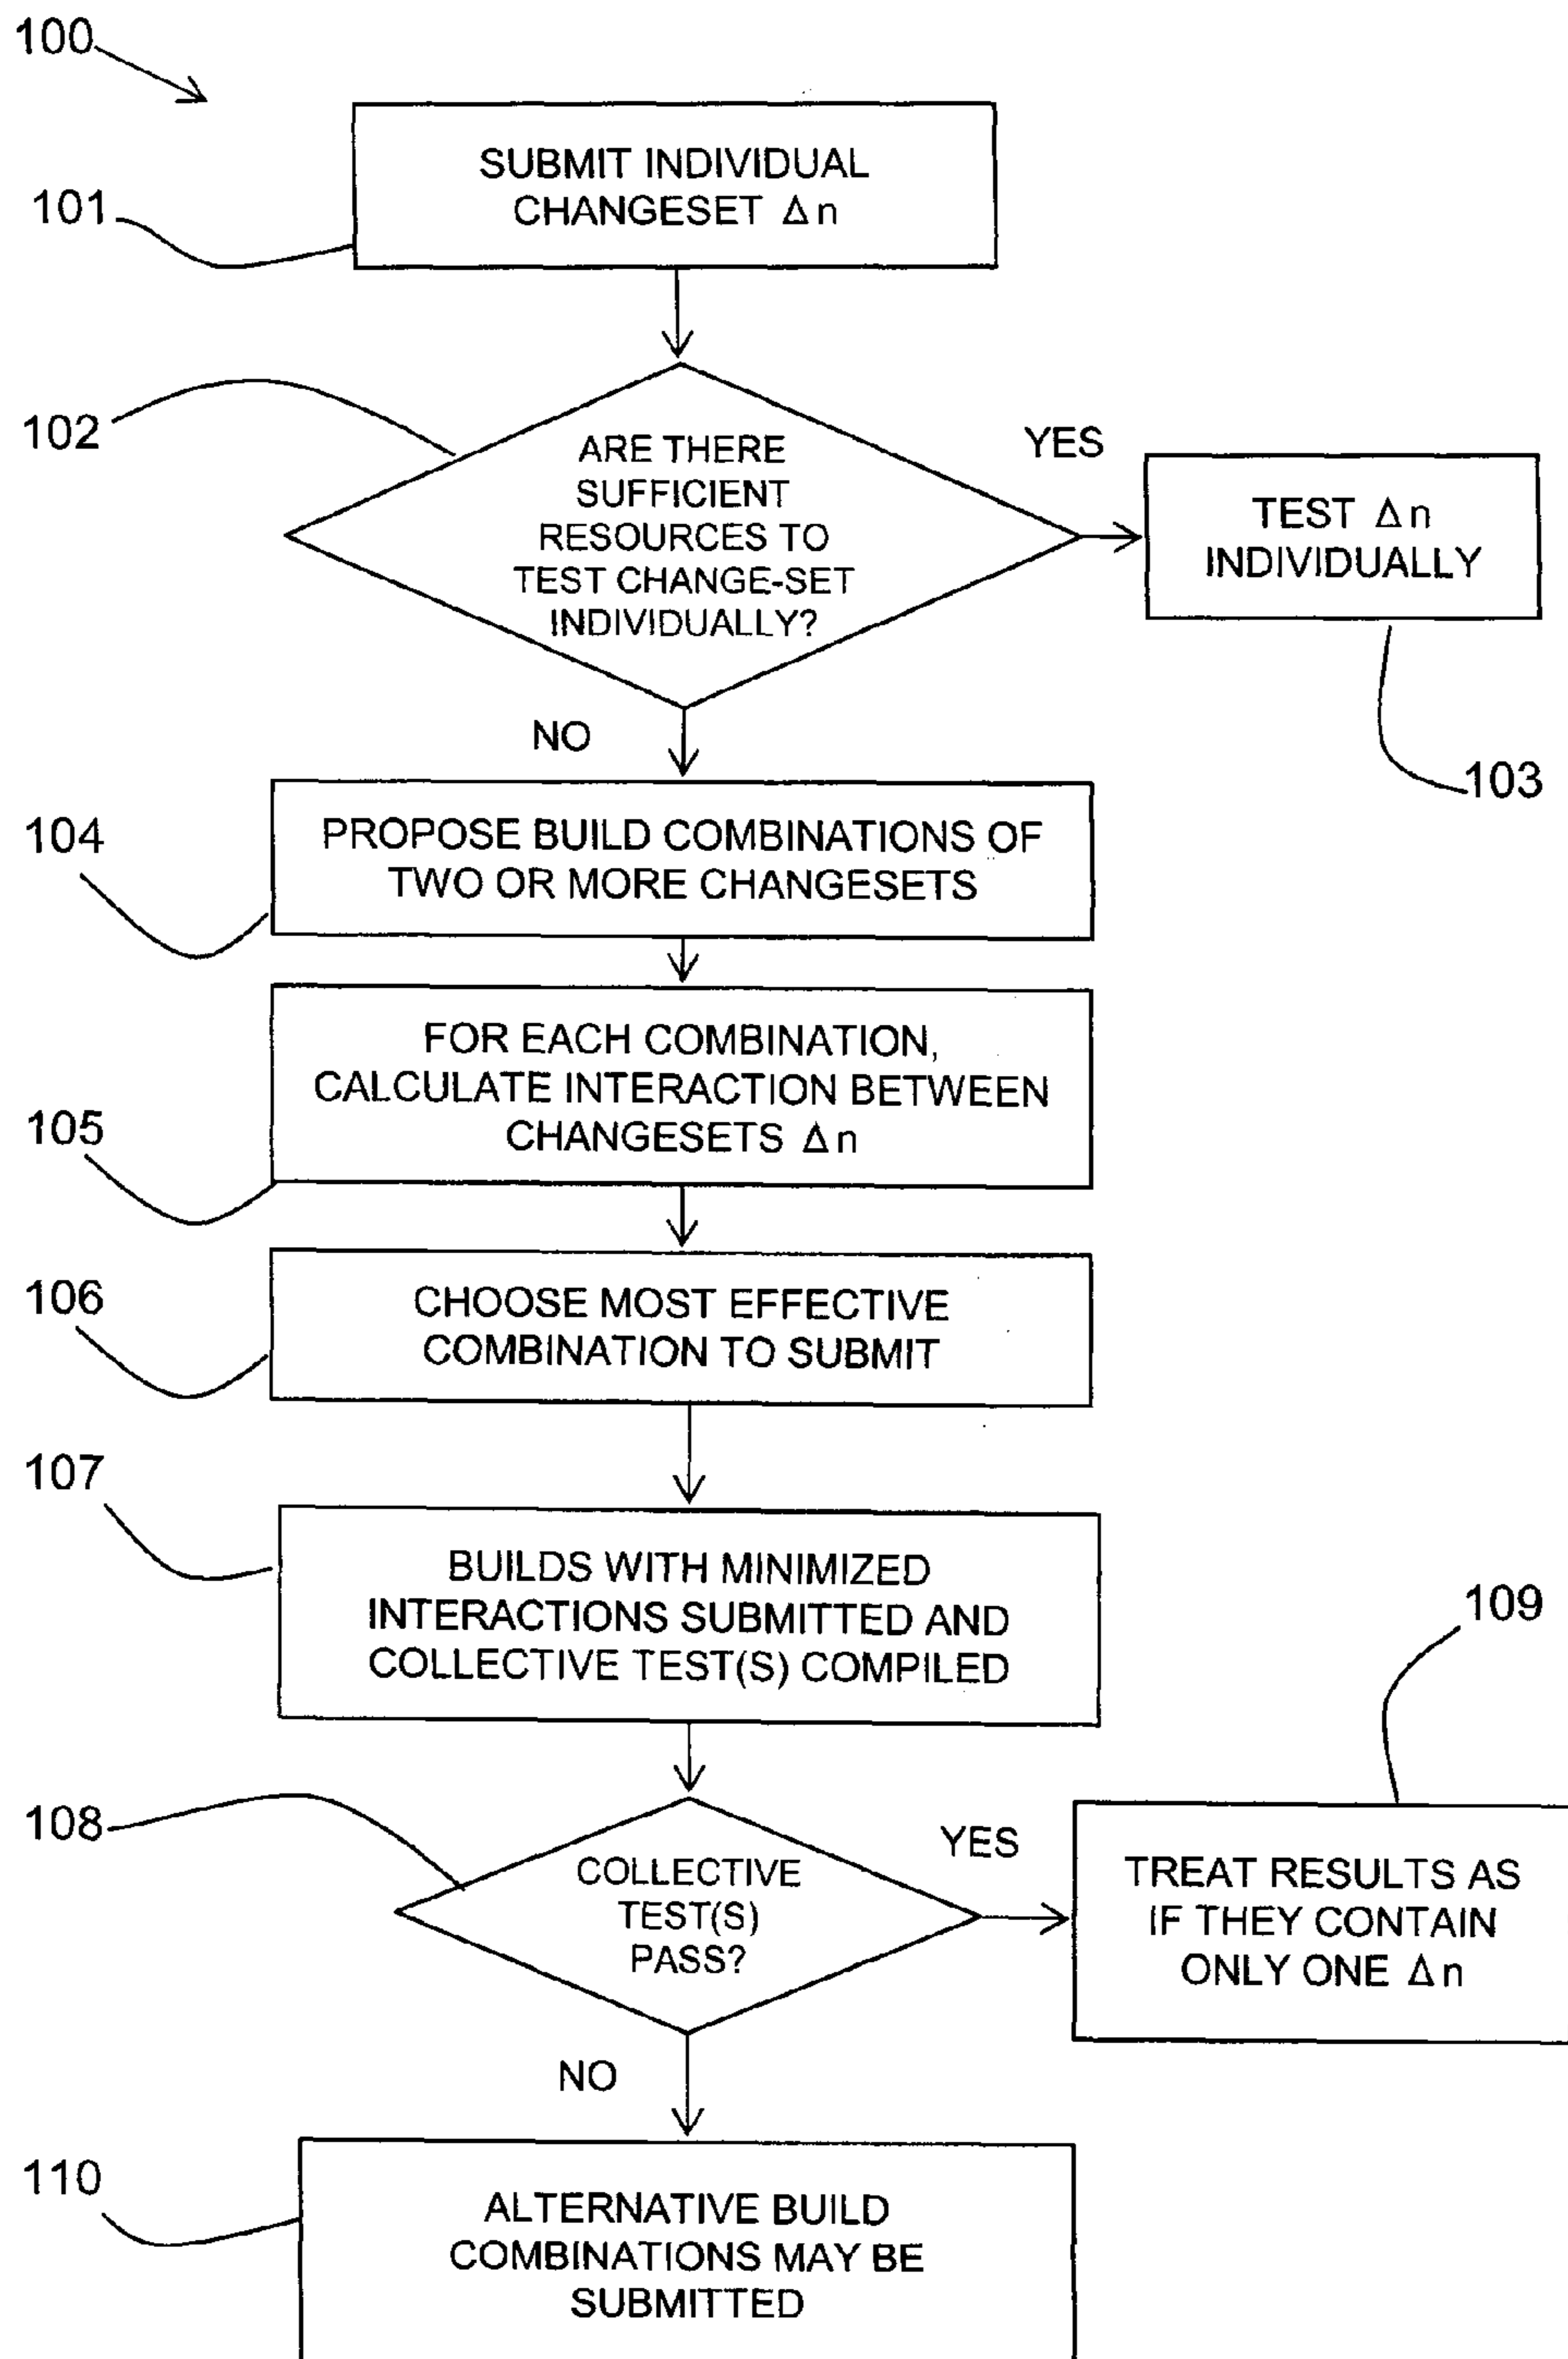 100
SUBMIT INDIVIDUAL
CHANGESET Δn
101
102
ARE THERE
SUFFICIENT
RESOURCES TO
TEST CHANGE-SET
INDIVIDUALLY?
YES
TEST Δn
INDIVIDUALLY
103
NO
104
PROPOSE BUILD COMBINATIONS OF
TWO OR MORE CHANGESETS
FOR EACH COMBINATION,
CALCULATE INTERACTION BETWEEN
CHANGESETS Δn
105
106
CHOOSE MOST EFFECTIVE
COMBINATION TO SUBMIT
107
BUILDS WITH MINIMIZED
INTERACTIONS SUBMITTED AND
COLLECTIVE TEST(S) COMPILED
109
108
COLLECTIVE
TEST(S)
PASS?
YES
TREAT RESULTS AS
IF THEY CONTAIN
ONLY ONE Δn
NO
110
ALTERNATIVE BUILD
COMBINATIONS MAY BE
SUBMITTED